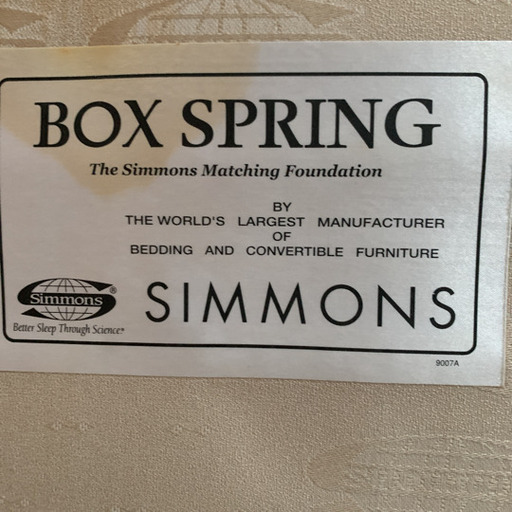 BOX SPRING
The Simmons Matching Foundation
BY
THE WORLD'S LARGEST MANUFACTURER
OF
BEDDING AND CONVERTIBLE FURNITURE
Simmons®
Better Sleep Through Science®
SIMMONS
9007A